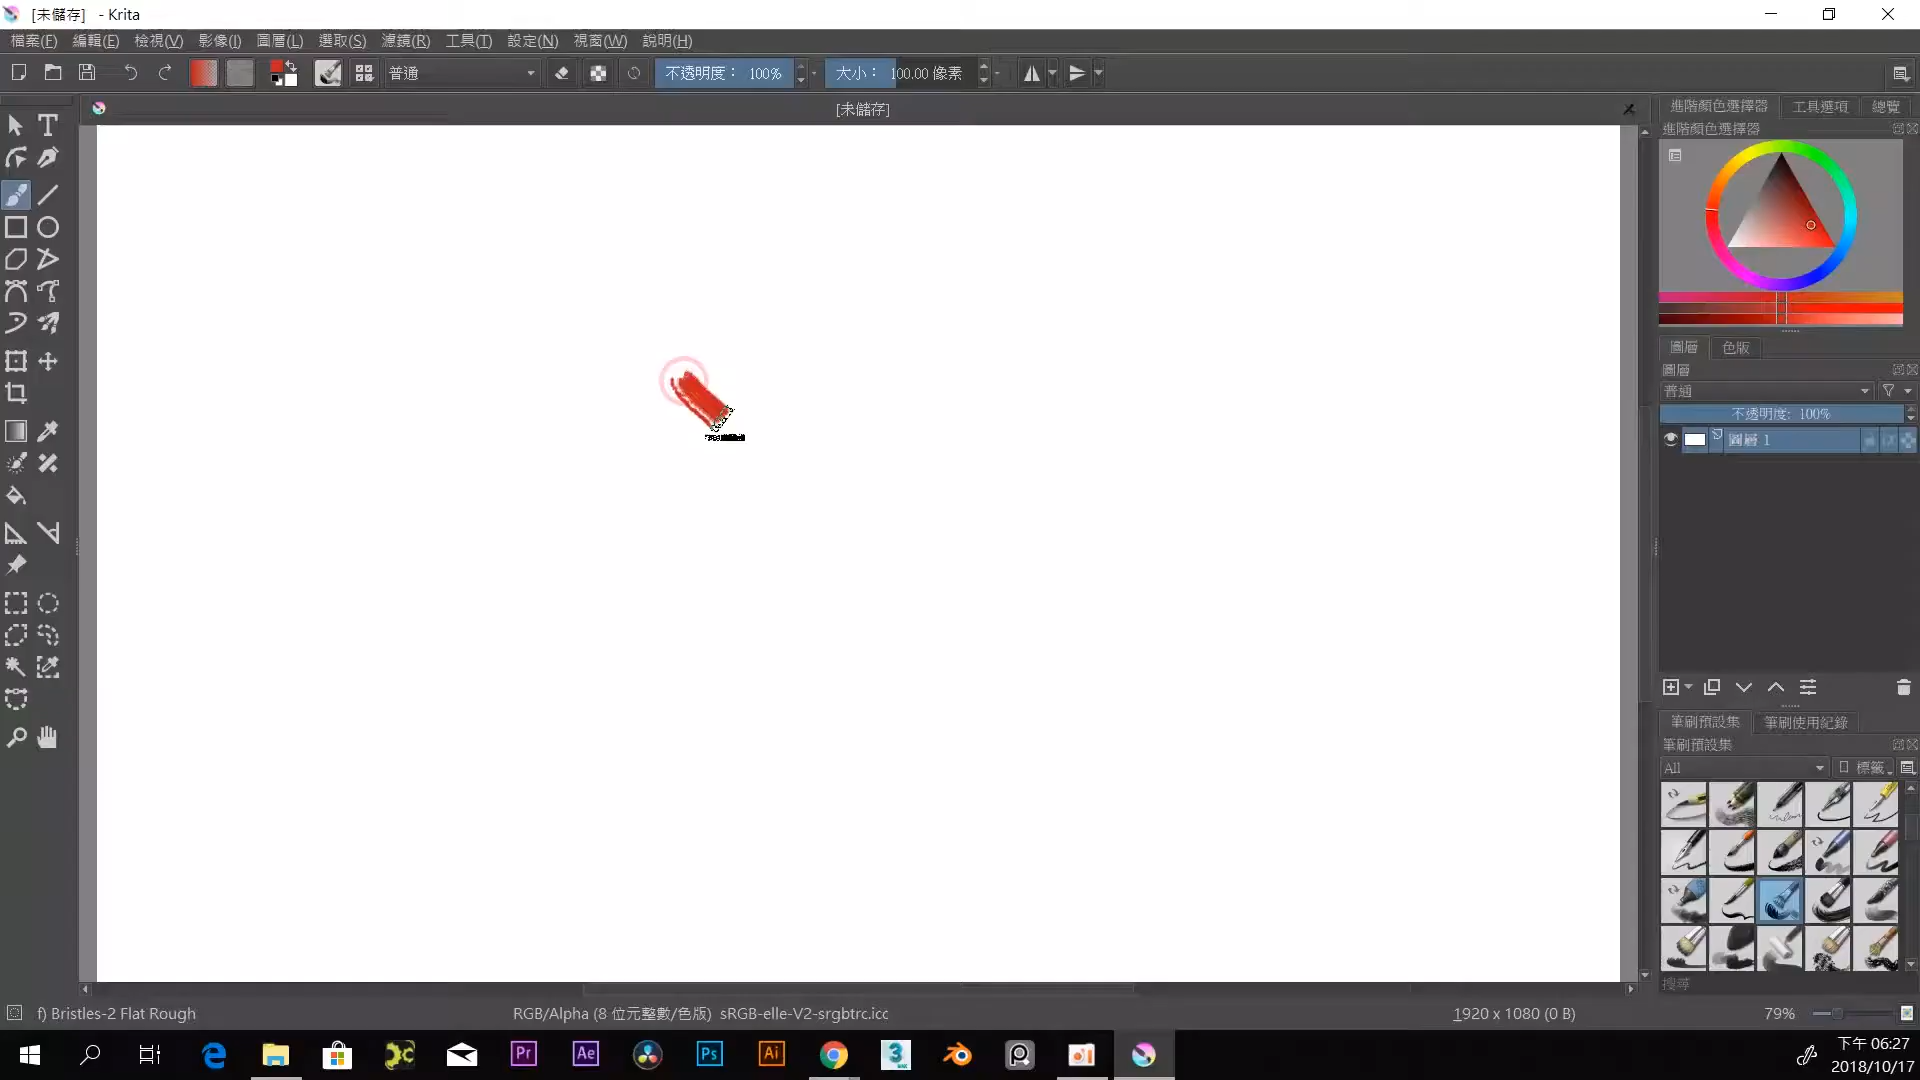 [未儲存]  - Krita
檔案(F) 編輯(E) 檢視(V) 影像(I) 圖層(L) 選取(S) 濾鏡(R) 工具(T) 設定(N) 視窗(W) 說明(H)
普通 不透明度： 100% 大小： 100.00 像素
[未儲存]
進階顏色選擇器 工具選項 總覽
進階顏色選擇器
圖層 色版
圖層
普通
不透明度: 100%
圖層 1
筆刷預設集 筆刷使用紀錄
筆刷預設集
All 標籤
搜尋
f) Bristles-2 Flat Rough RGB/Alpha (8 位元整數/色版) sRGB-elle-V2-srgbtrc.icc 1920 x 1080 (0 B) 79%
Pr Ae Ps Ai 3
下午 06:27
2018/10/17